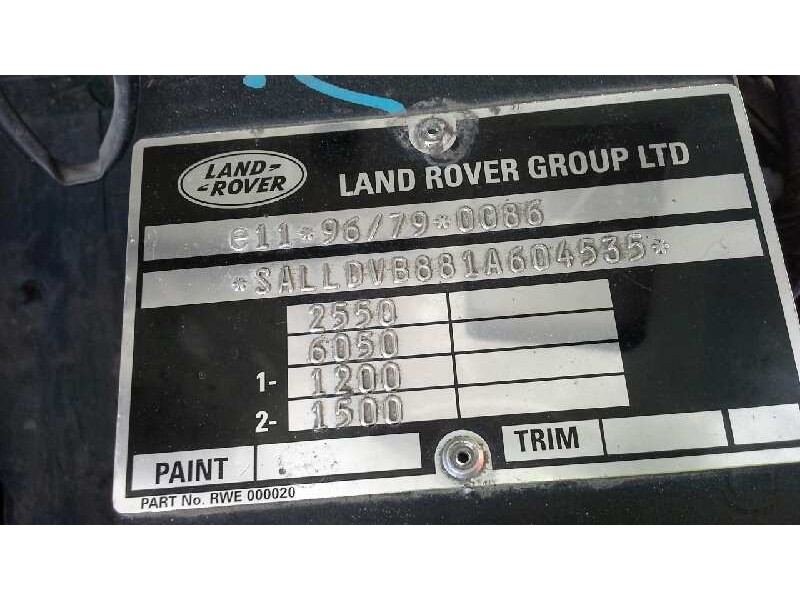 LAND-
-ROVER
LAND ROVER GROUP LTD
e11*96/79*0086
*SALLDVB881A604535*
2550
6050
1- 1200
2- 1500
PAINT TRIM
PART No. RWE 000020